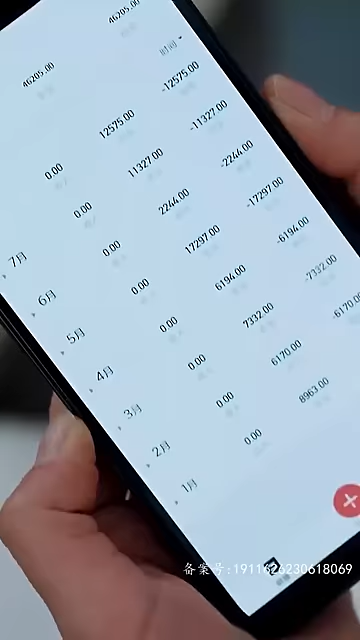 46205.00 46205.00
时间
0.00 12575.00 -12575.00
7月 0.00 11327.00 -11327.00
6月 0.00 2244.00 -2244.00
5月 0.00 17297.00 -17297.00
4月 0.00 6194.00 -6194.00
3月 0.00 7332.00 -7332.00
2月 0.00 6170.00 -6170.00
1月 0.00 8963.00
备案号:1911626230618069